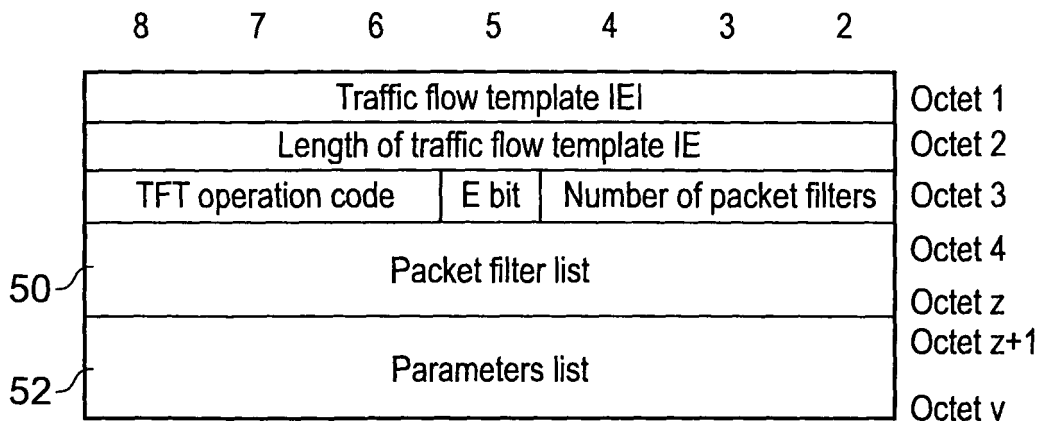 8 7 6 5 4 3 2
Traffic flow template IEI Octet 1
Length of traffic flow template IE Octet 2
TFT operation code E bit Number of packet filters Octet 3
Octet 4
50 Packet filter list
Octet z
Octet z+1
52 Parameters list
Octet v